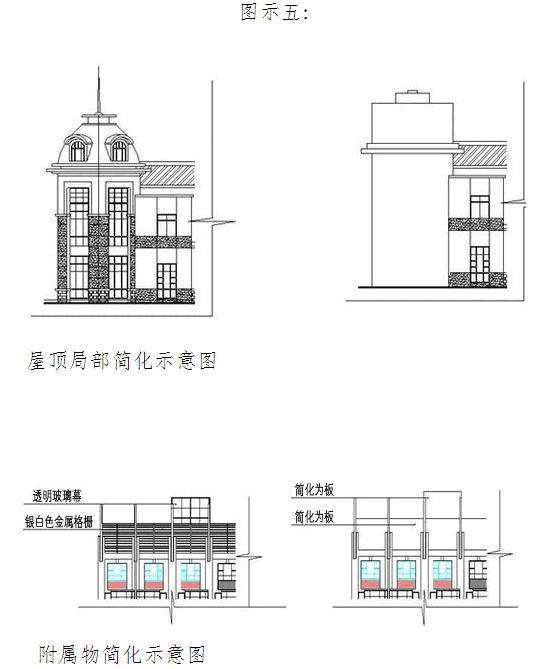 图示五:
屋顶局部简化示意图
透明玻璃幕
银白色金属格栅
简化为板
简化为板
附属物简化示意图